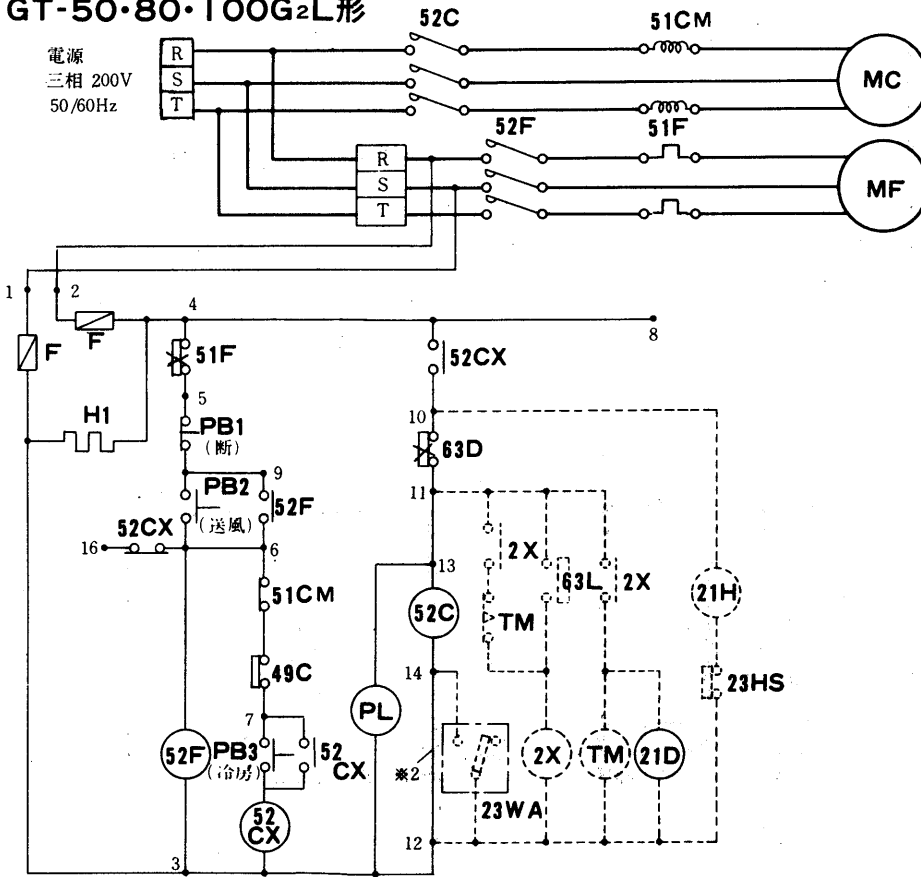 GT-50・80・100G₂L形
電源
三相 200V
50/60Hz
R
S
T
52C
51CM
MC
R
S
T
52F
51F
MF
1
2
4
8
F
F
51F
52CX
5
H1
PB1
(断)
10
63D
9
PB2
(送風)
52F
11
52CX
16
6
2X
63L
2X
13
51CM
TM
52C
21H
49C
14
23HS
7
PL
52F
PB3
(冷房)
52
CX
※2
2X
TM
21D
23WA
52
CX
12
3